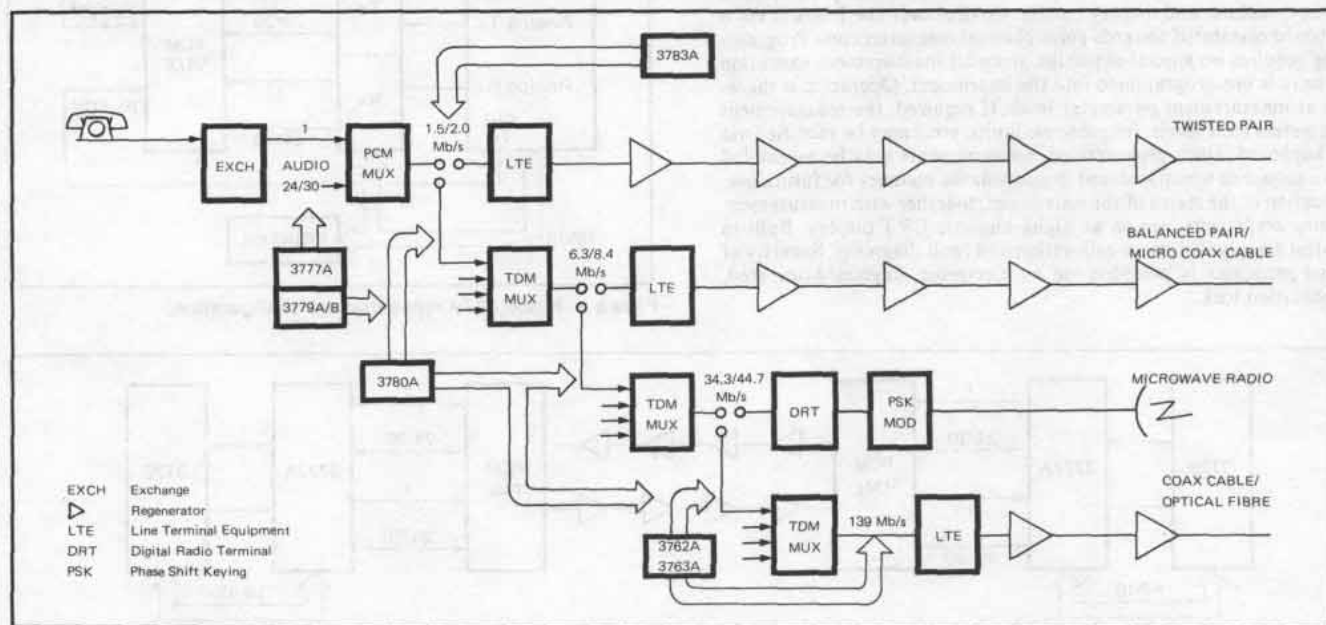 3783A
TWISTED PAIR
EXCH
1
AUDIO
24/30
PCM
MUX
1.5/2.0
Mb/s
LTE
BALANCED PAIR/
MICRO COAX CABLE
3777A
3779A/B
TDM
MUX
6.3/8.4
Mb/s
LTE
3780A
MICROWAVE RADIO
TDM
MUX
34.3/44.7
Mb/s
DRT
PSK
MOD
COAX CABLE/
OPTICAL FIBRE
3762A
3763A
TDM
MUX
139 Mb/s
LTE
EXCH Exchange
Regenerator
LTE Line Terminal Equipment
DRT Digital Radio Terminal
PSK Phase Shift Keying